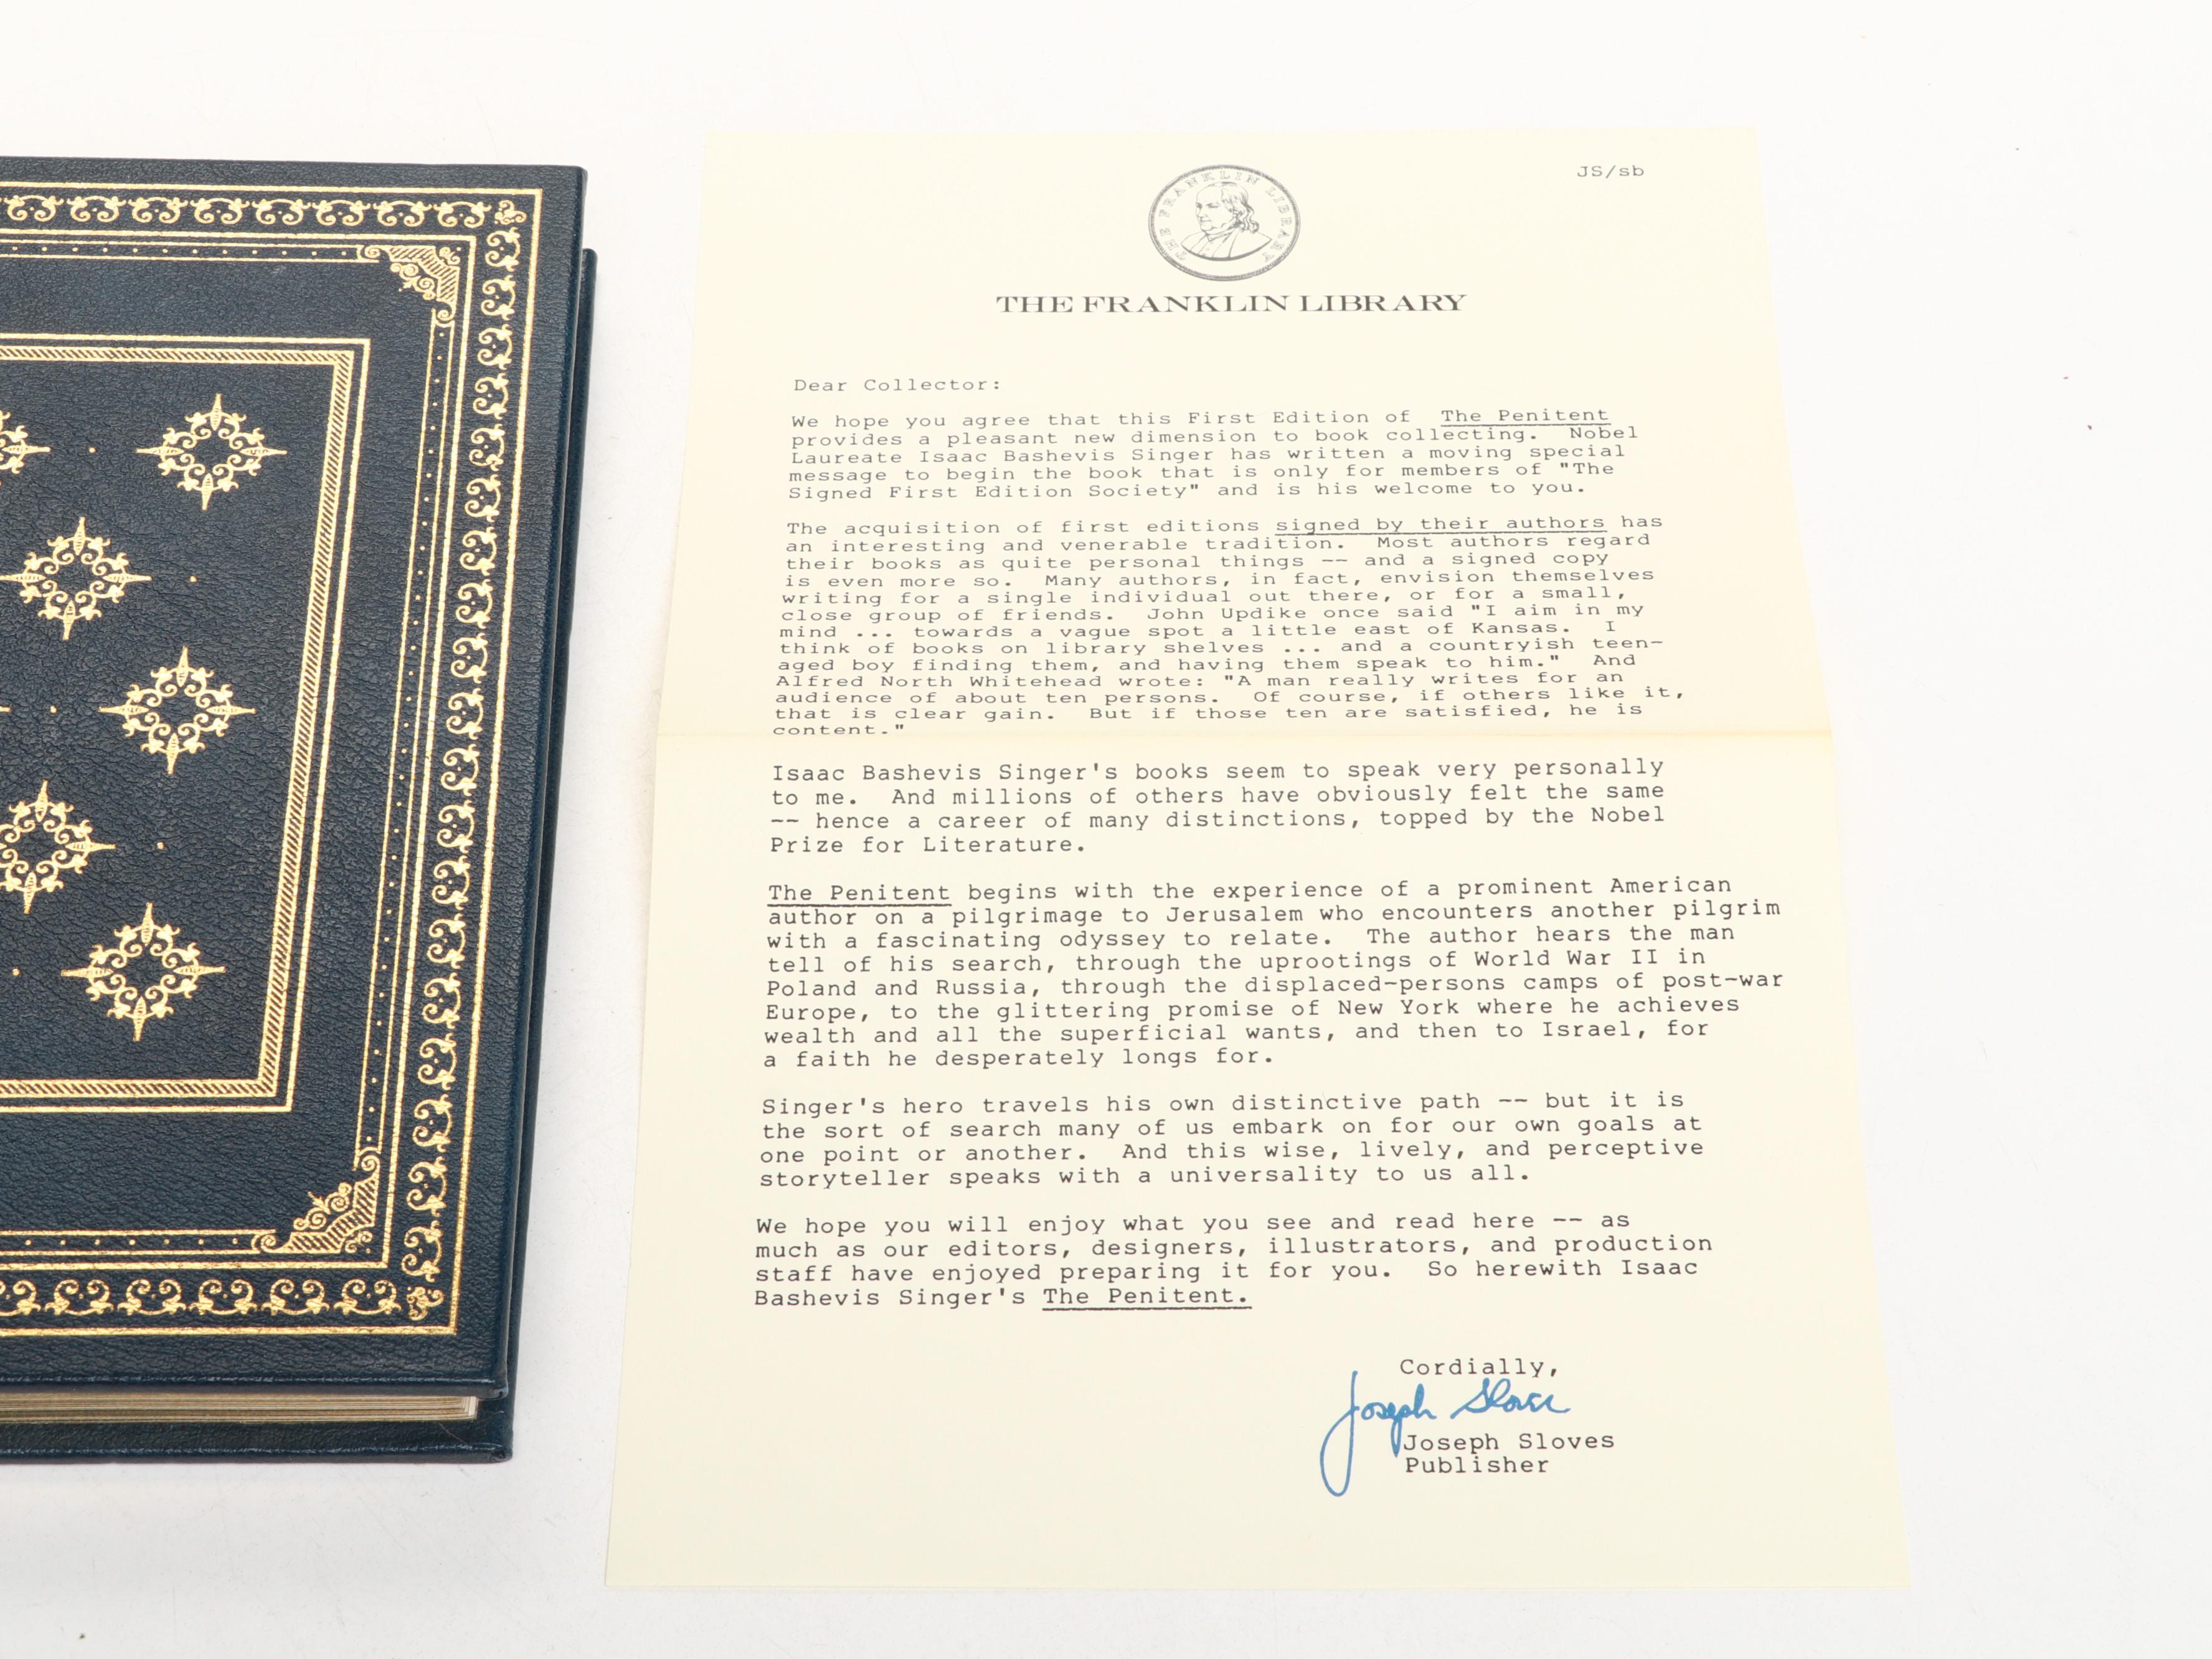 JS/sb
THE FRANKLIN LIBRARY
THE FRANKLIN LIBRARY
Dear Collector:
We hope you agree that this First Edition of The Penitent
provides a pleasant new dimension to book collecting. Nobel
Laureate Isaac Bashevis Singer has written a moving special
message to begin the book that is only for members of "The
Signed First Edition Society" and is his welcome to you.
The acquisition of first editions signed by their authors has
an interesting and venerable tradition. Most authors regard
their books as quite personal things -- and a signed copy
is even more so. Many authors, in fact, envision themselves
writing for a single individual out there, or for a small,
close group of friends. John Updike once said "I aim in my
mind ... towards a vague spot a little east of Kansas. I
think of books on library shelves ... and a countryish teen-
aged boy finding them, and having them speak to him." And
Alfred North Whitehead wrote: "A man really writes for an
audience of about ten persons. Of course, if others like it,
that is clear gain. But if those ten are satisfied, he is
content."
Isaac Bashevis Singer's books seem to speak very personally
to me. And millions of others have obviously felt the same
-- hence a career of many distinctions, topped by the Nobel
Prize for Literature.
The Penitent begins with the experience of a prominent American
author on a pilgrimage to Jerusalem who encounters another pilgrim
with a fascinating odyssey to relate. The author hears the man
tell of his search, through the uprootings of World War II in
Poland and Russia, through the displaced-persons camps of post-war
Europe, to the glittering promise of New York where he achieves
wealth and all the superficial wants, and then to Israel, for
a faith he desperately longs for.
Singer's hero travels his own distinctive path -- but it is
the sort of search many of us embark on for our own goals at
one point or another. And this wise, lively, and perceptive
storyteller speaks with a universality to us all.
We hope you will enjoy what you see and read here -- as
much as our editors, designers, illustrators, and production
staff have enjoyed preparing it for you. So herewith Isaac
Bashevis Singer's The Penitent.
Cordially,
Joseph Sloves
Joseph Sloves
Publisher